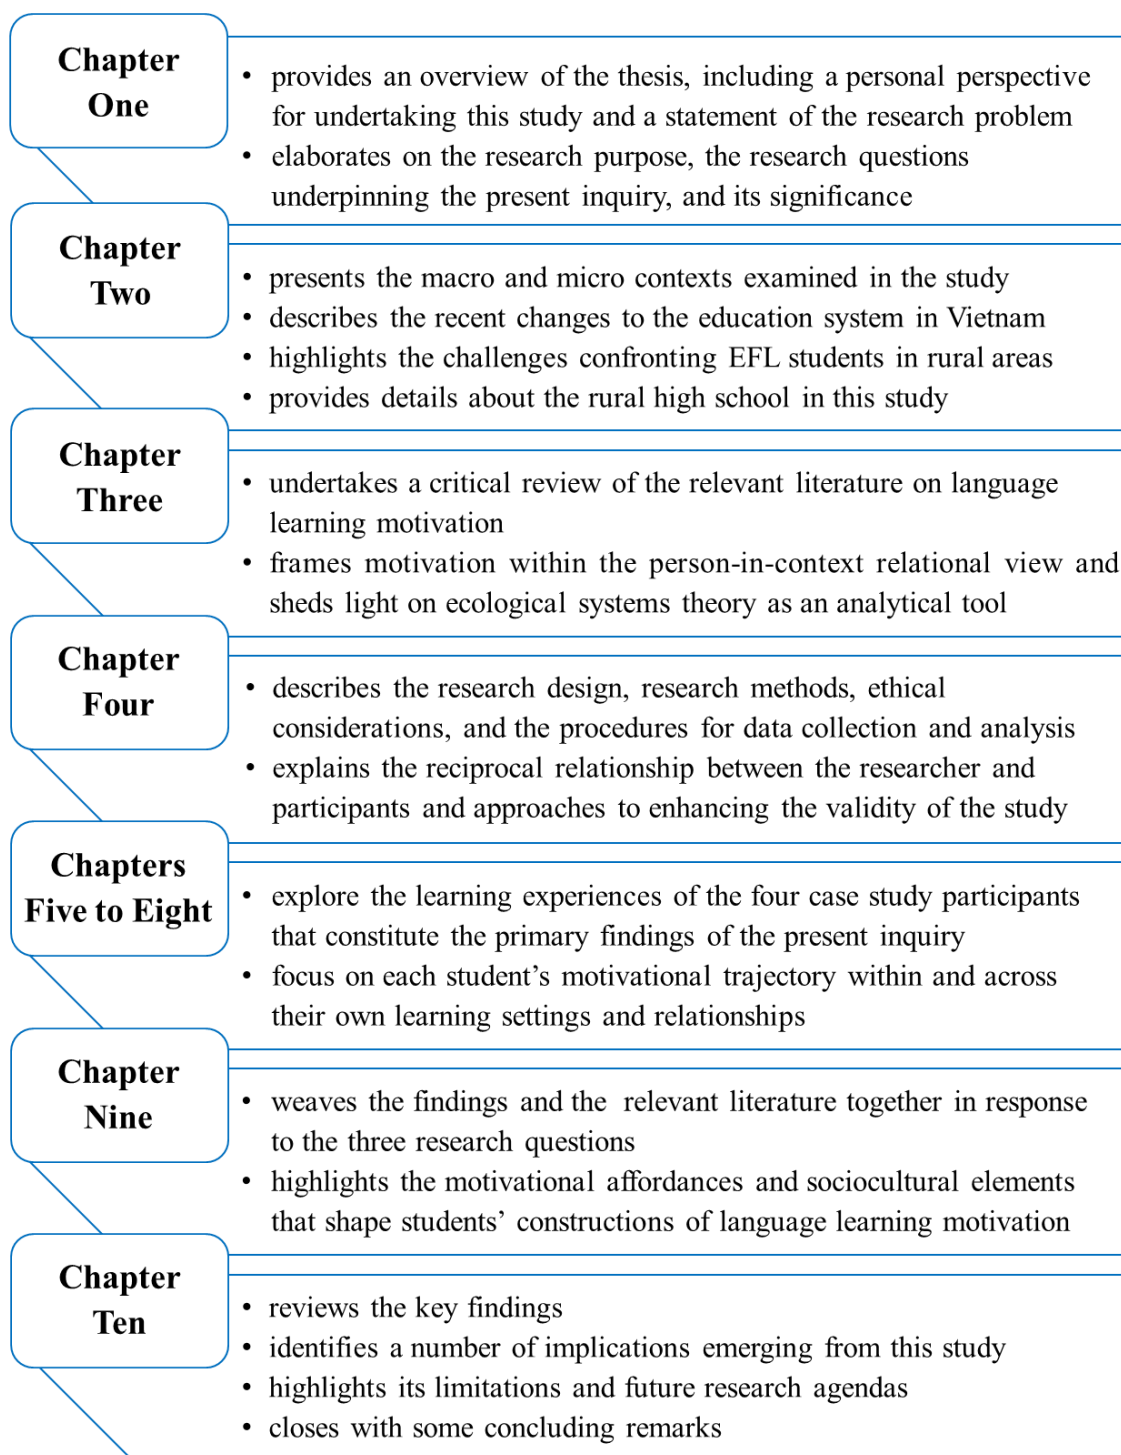 Chapter
One
• provides an overview of the thesis, including a personal perspective
for undertaking this study and a statement of the research problem
• elaborates on the research purpose, the research questions
underpinning the present inquiry, and its significance
Chapter
Two
• presents the macro and micro contexts examined in the study
• describes the recent changes to the education system in Vietnam
• highlights the challenges confronting EFL students in rural areas
• provides details about the rural high school in this study
Chapter
Three
• undertakes a critical review of the relevant literature on language
learning motivation
• frames motivation within the person-in-context relational view and
sheds light on ecological systems theory as an analytical tool
Chapter
Four
• describes the research design, research methods, ethical
considerations, and the procedures for data collection and analysis
• explains the reciprocal relationship between the researcher and
participants and approaches to enhancing the validity of the study
Chapters
Five to Eight
• explore the learning experiences of the four case study participants
that constitute the primary findings of the present inquiry
• focus on each student’s motivational trajectory within and across
their own learning settings and relationships
Chapter
Nine
• weaves the findings and the relevant literature together in response
to the three research questions
• highlights the motivational affordances and sociocultural elements
that shape students’ constructions of language learning motivation
Chapter
Ten
• reviews the key findings
• identifies a number of implications emerging from this study
• highlights its limitations and future research agendas
• closes with some concluding remarks